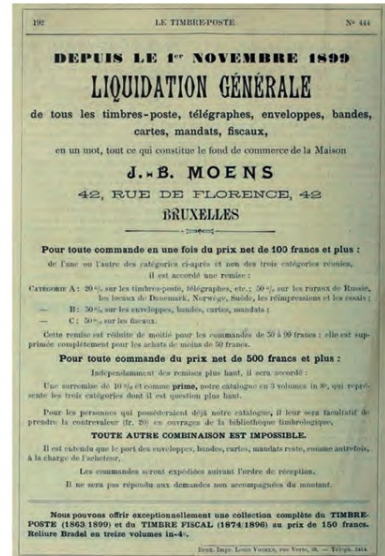 192 LE TIMBRE-POSTE N° 444
DEPUIS LE 1er NOVEMBRE 1899
LIQUIDATION GÉNÉRALE
de tous les timbres-poste, télégraphes, enveloppes, bandes,
cartes, mandats, fiscaux,
en un mot, tout ce qui constitue le fond de commerce de la Maison
J.-B. MOENS
42, RUE DE FLORENCE, 42
BRUXELLES
Pour toute commande en une fois du prix net de 100 francs et plus :
de l'une ou l'autre des catégories ci-après et non des trois catégories réunies,
il est accordé une remise :
CATÉGORIE A : 20 %, sur les timbres-poste, télégraphes, etc.; 50 %, sur les ruraux de Russie,
les locaux de Danemark, Norwège, Suède, les réimpressions et les essais;
— B : 50 %, sur les enveloppes, bandes, cartes, mandats;
— C : 50 %, sur les fiscaux.
Cette remise est réduite de moitié pour les commandes de 50 à 99 francs : elle est sup-
primée complètement pour les achats de moins de 50 francs.
Pour toute commande du prix net de 500 francs et plus :
Indépendamment des remises plus haut, il sera accordé :
Une surremise de 10 % et comme prime, notre catalogue en 3 volumes in-8°, qui repré-
sente les trois catégories dont il est question plus haut.
Pour les personnes qui posséderaient déjà notre catalogue, il leur sera facultatif de
prendre la contrevaleur (fr. 20) en ouvrages de la bibliothèque timbrologique.
TOUTE AUTRE COMBINAISON EST IMPOSSIBLE.
Il est entendu que le port des enveloppes, bandes, cartes, mandats reste, comme autrefois,
à la charge de l'acheteur.
Les commandes seront expédiées suivant l'ordre de réception.
Il ne sera pas répondu aux demandes non accompagnées du montant.
Nous pouvons offrir exceptionnellement une collection complète du TIMBRE-
POSTE (1863/1899) et du TIMBRE FISCAL (1874/1896) au prix de 150 francs.
Reliure Bradel en treize volumes in-4°.
Brux. Impr. Louis